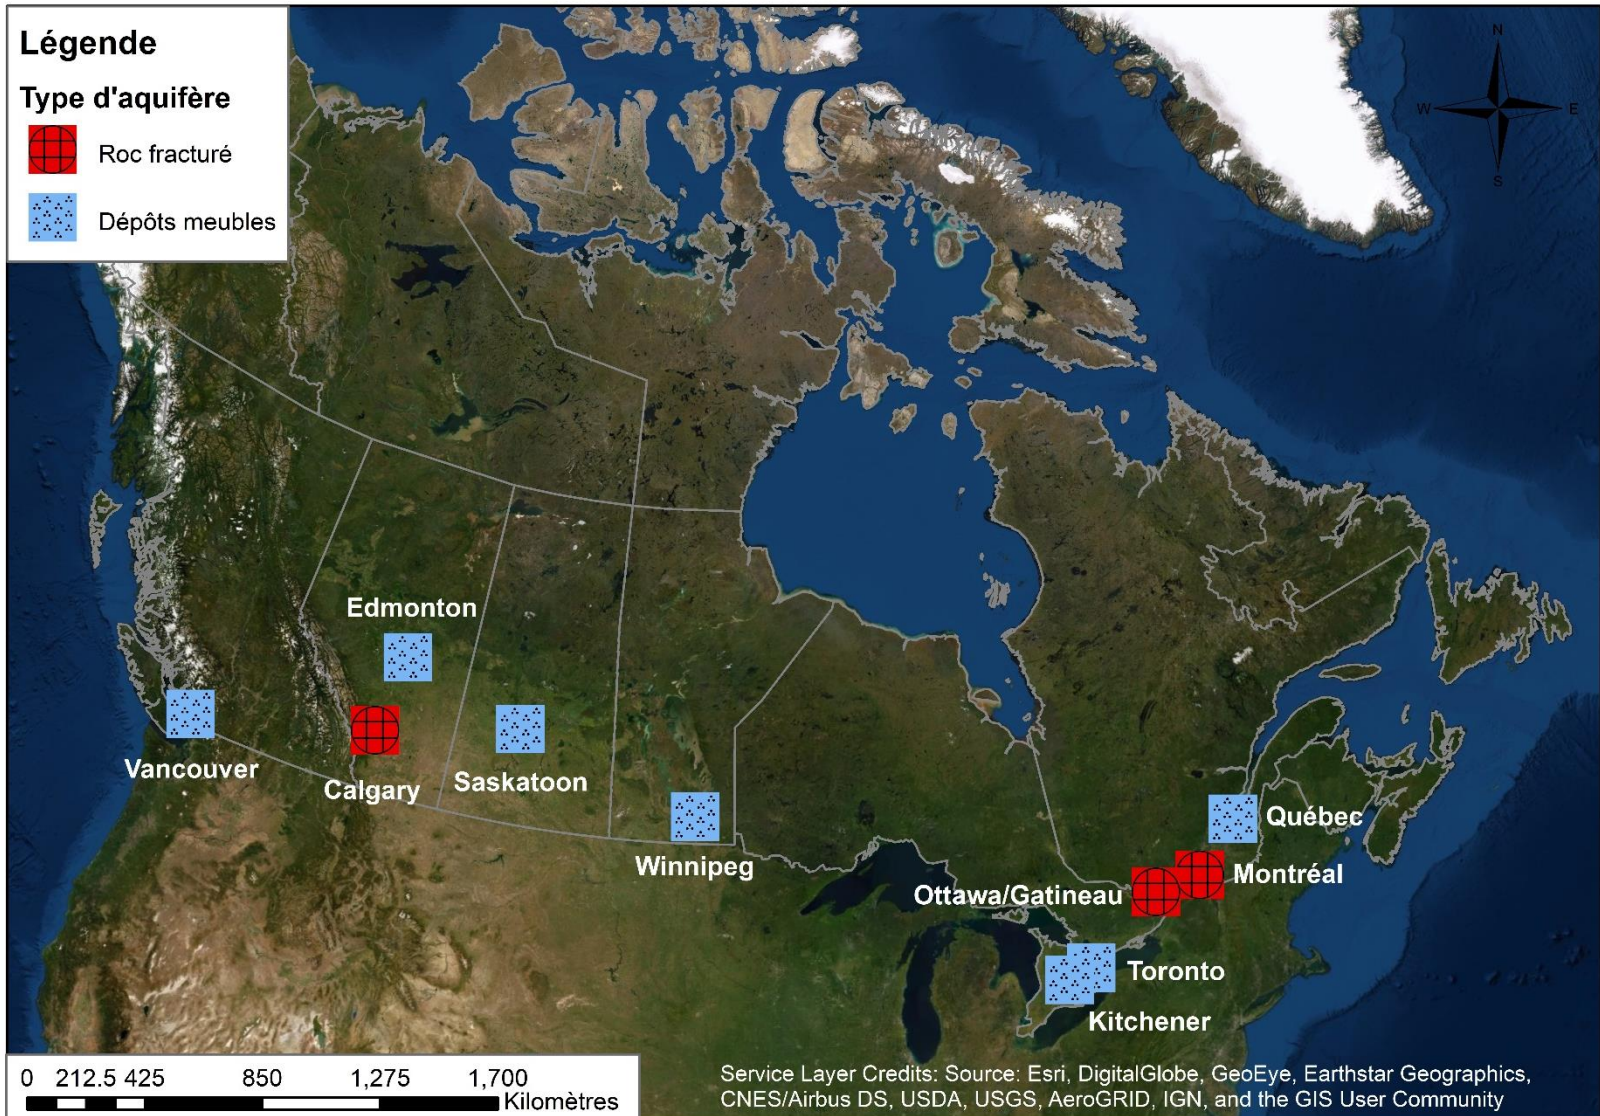 Légende
Type d'aquifère
Roc fracturé
Dépôts meubles
N
W E
S
Edmonton
Vancouver
Calgary
Saskatoon
Winnipeg
Québec
Montréal
Ottawa/Gatineau
Toronto
Kitchener
0 212.5 425 850 1,275 1,700
Kilomètres
Service Layer Credits: Source: Esri, DigitalGlobe, GeoEye, Earthstar Geographics,
CNES/Airbus DS, USDA, USGS, AeroGRID, IGN, and the GIS User Community